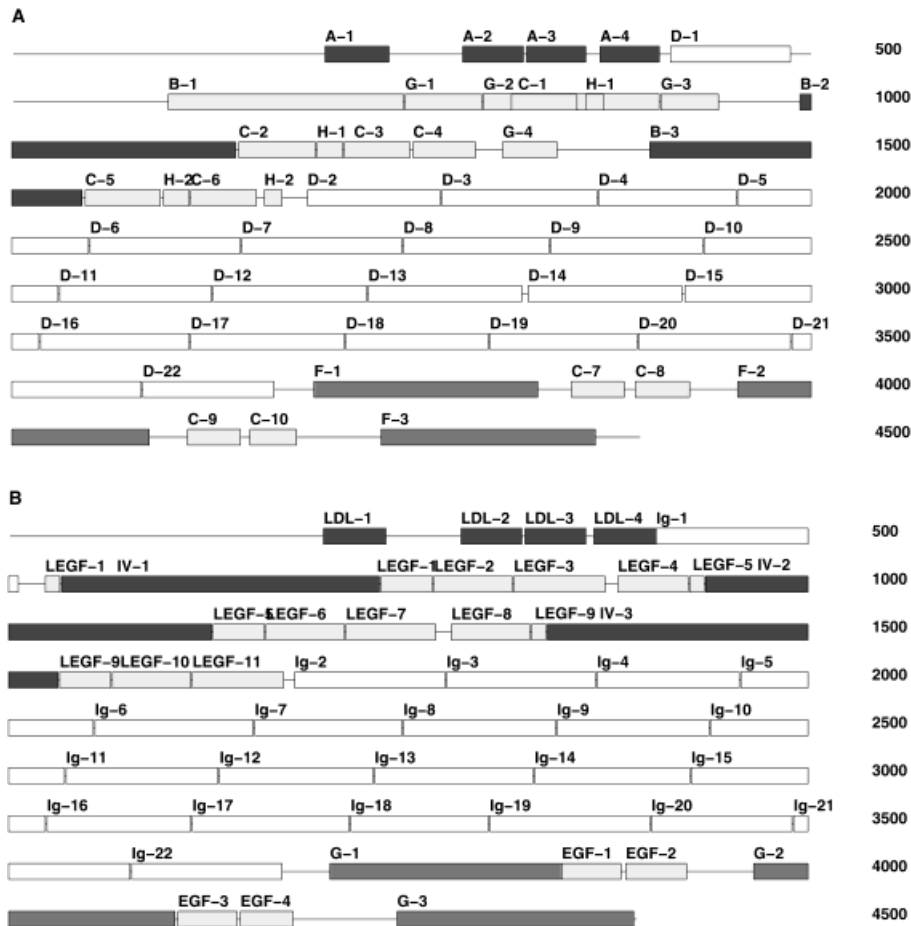 A
A-1 A-2 A-3 A-4 D-1 500
B-1 G-1 G-2 C-1 H-1 G-3 B-2 1000
C-2 H-1 C-3 C-4 G-4 B-3 1500
C-5 H-2 C-6 H-2 D-2 D-3 D-4 D-5 2000
D-6 D-7 D-8 D-9 D-10 2500
D-11 D-12 D-13 D-14 D-15 3000
D-16 D-17 D-18 D-19 D-20 D-21 3500
D-22 F-1 C-7 C-8 F-2 4000
C-9 C-10 F-3 4500
B
LDL-1 LDL-2 LDL-3 LDL-4 Ig-1 500
LEGF-1 IV-1 LEGF-1 LEGF-2 LEGF-3 LEGF-4 LEGF-5 IV-2 1000
LEGF-5 LEGF-6 LEGF-7 LEGF-8 LEGF-9 IV-3 1500
LEGF-9 LEGF-10 LEGF-11 Ig-2 Ig-3 Ig-4 Ig-5 2000
Ig-6 Ig-7 Ig-8 Ig-9 Ig-10 2500
Ig-11 Ig-12 Ig-13 Ig-14 Ig-15 3000
Ig-16 Ig-17 Ig-18 Ig-19 Ig-20 Ig-21 3500
Ig-22 G-1 EGF-1 EGF-2 G-2 4000
EGF-3 EGF-4 G-3 4500